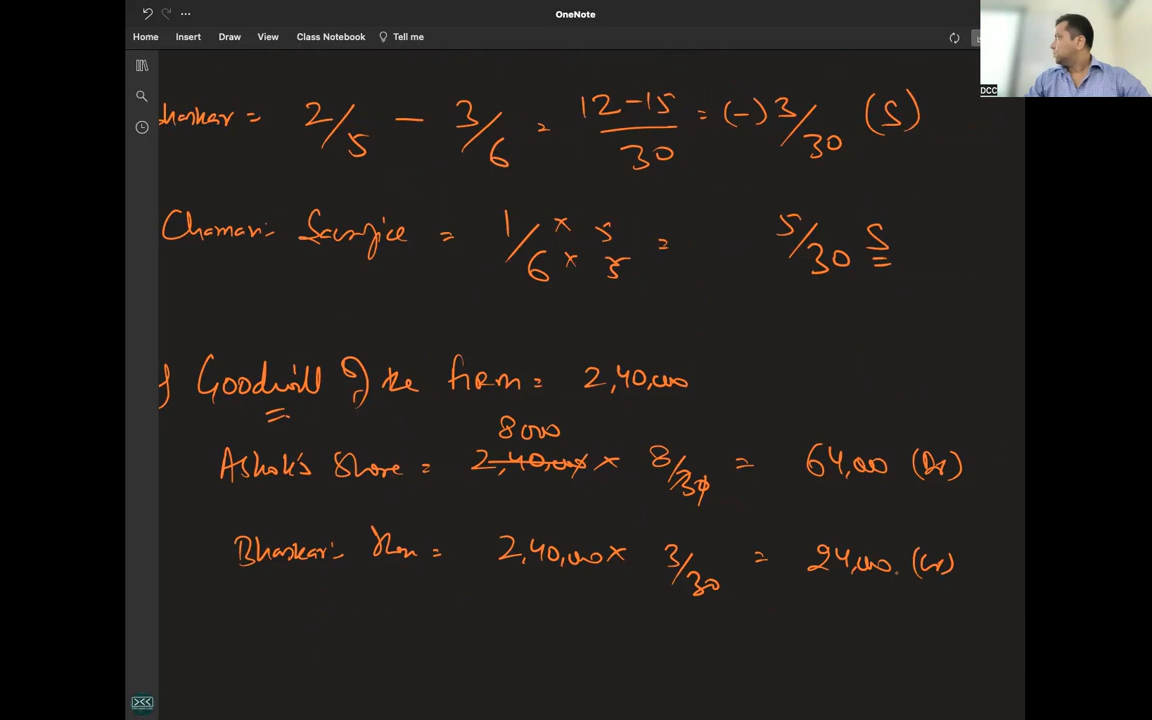 OneNote
Home Insert Draw View Class Notebook Tell me
DCC
haskar = 2/5 - 3/6 = 12-15/30 = (-) 3/30 (S)
Chaman's Sacrifice = 1/6 × 5/5 = 5/30 S
of Goodwill of the firm = 2,40,000
8000
Ashok's Share = 2,40,000 × 8/30 = 64,000 (Dr)
Bhaskar's = 2,40,000 × 3/30 = 24,000. (Cr)
DCC